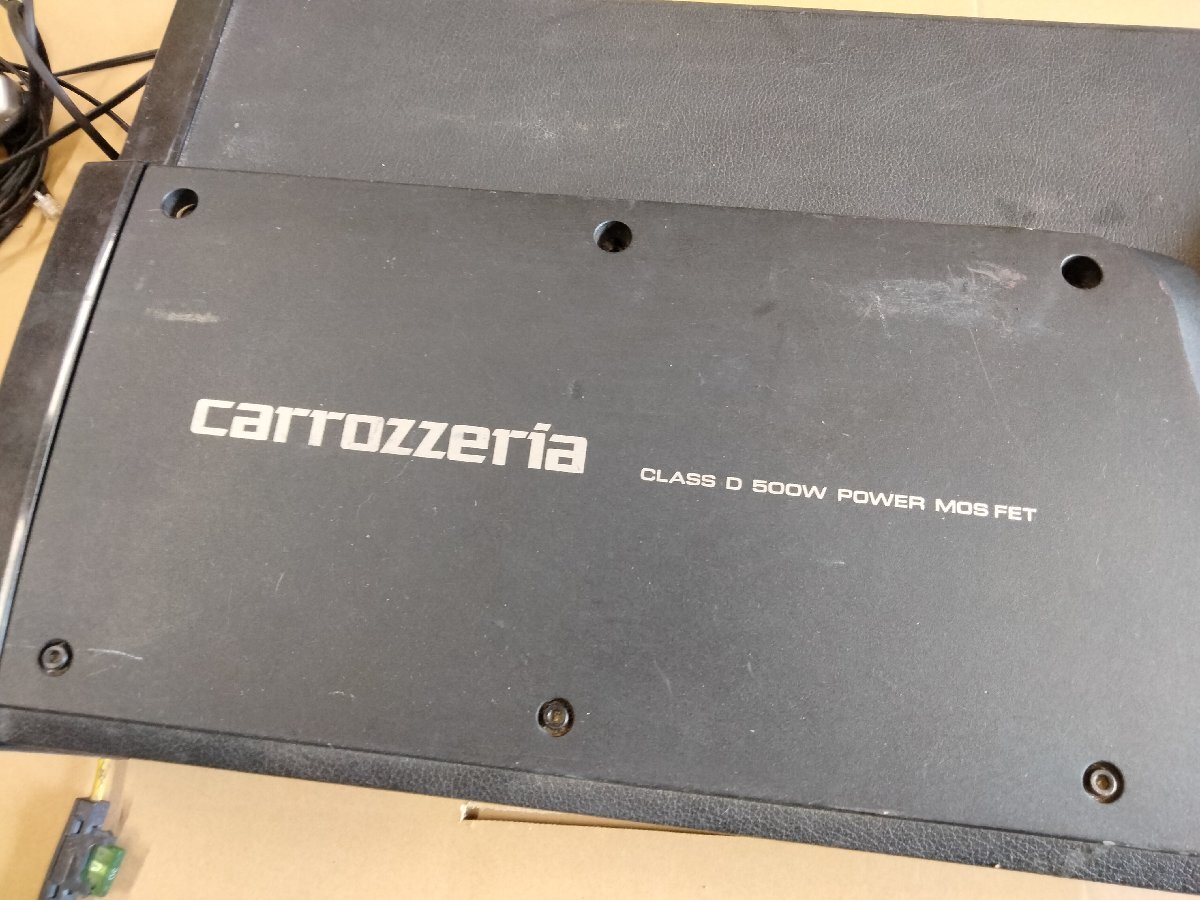 carrozzeria
CLASS D 500W POWER MOS FET